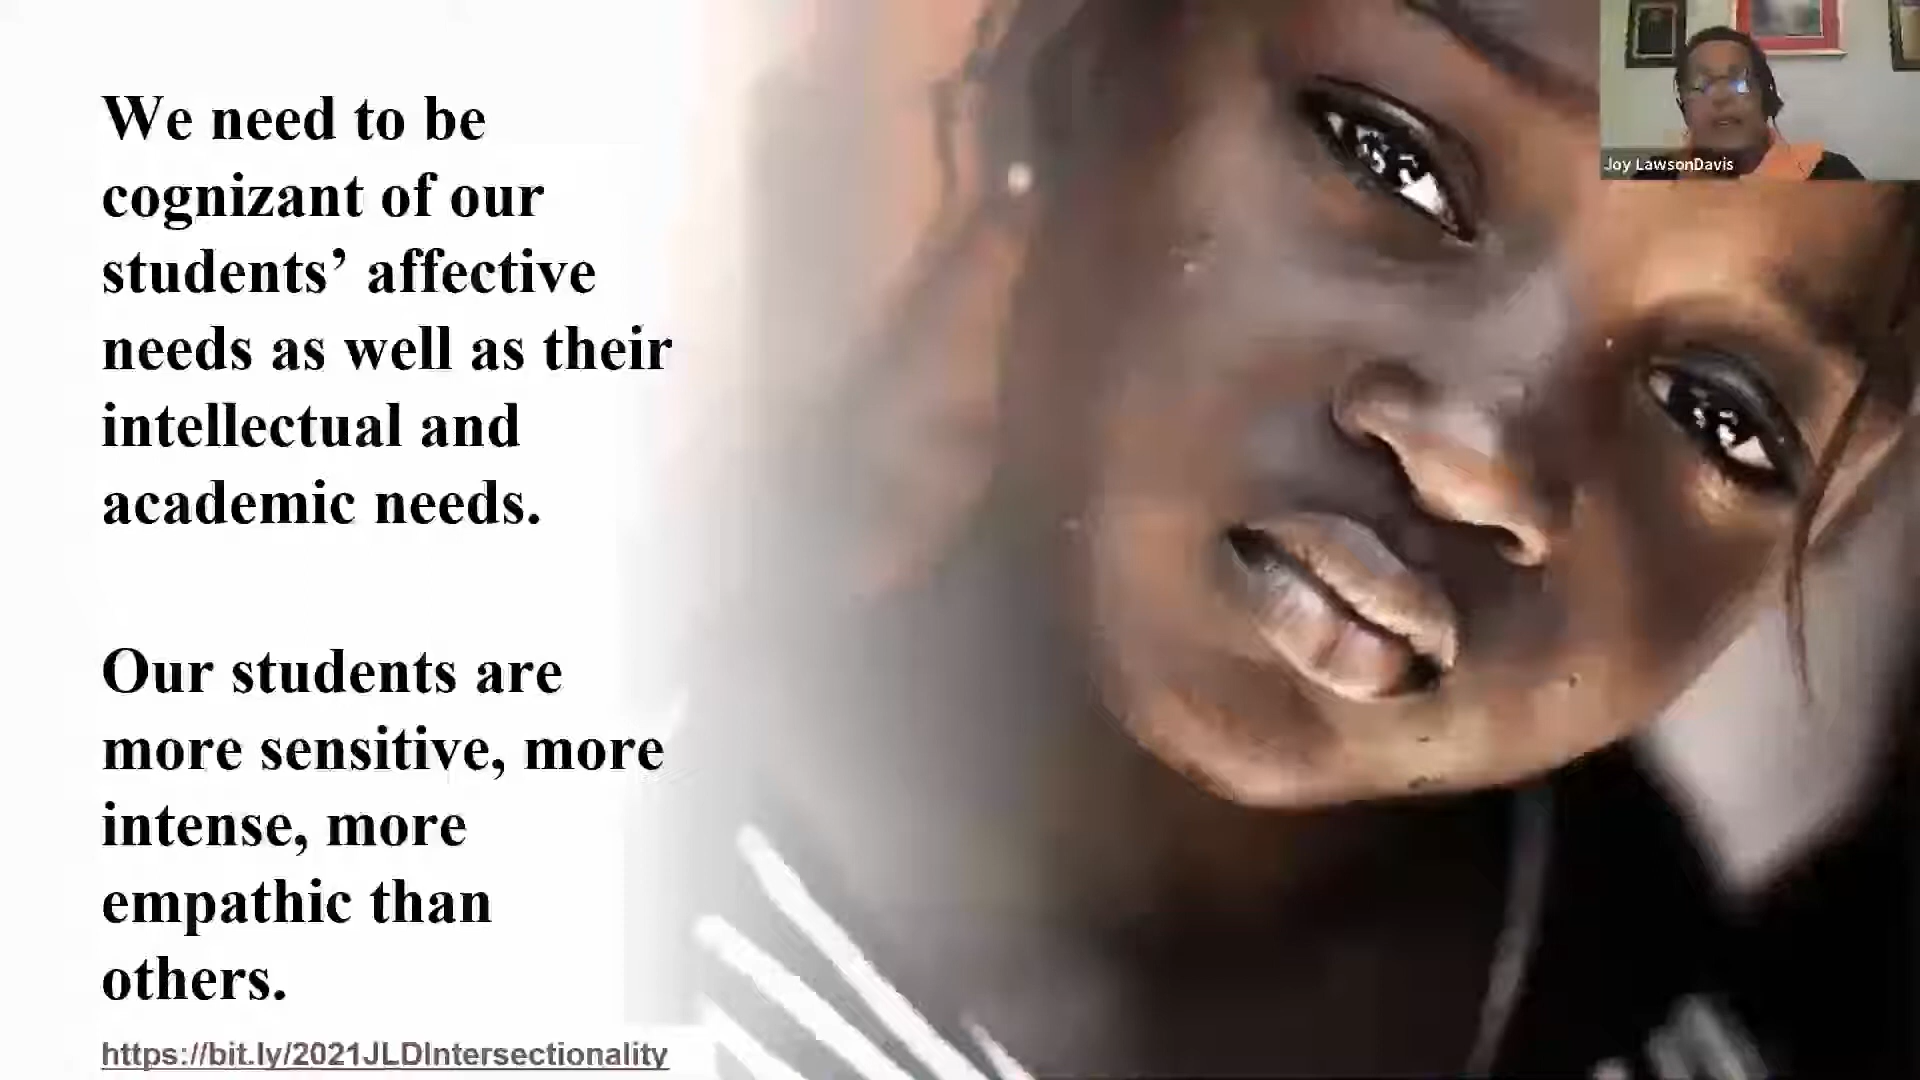 We need to be
cognizant of our
students’ affective
needs as well as their
intellectual and
academic needs.
Our students are
more sensitive, more
intense, more
empathic than
others.
https://bit.ly/2021JLDIntersectionality
Joy LawsonDavis